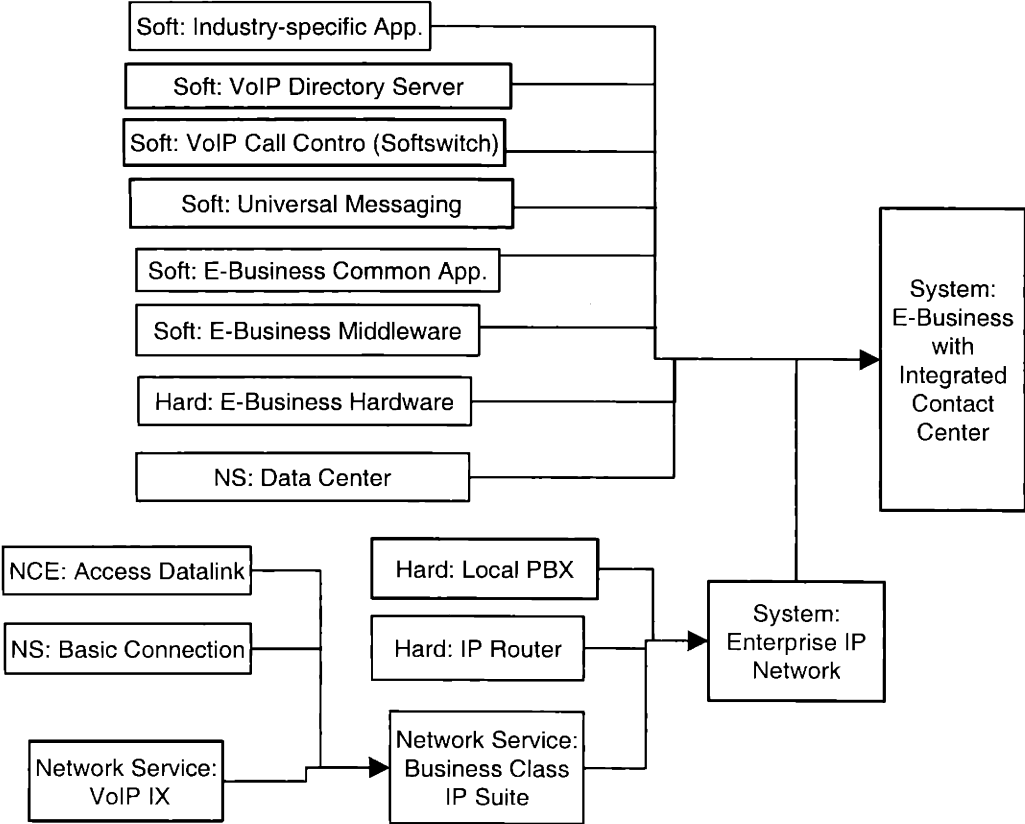 Soft: Industry-specific App.
Soft: VoIP Directory Server
Soft: VoIP Call Contro (Softswitch)
Soft: Universal Messaging
Soft: E-Business Common App.
Soft: E-Business Middleware
Hard: E-Business Hardware
NS: Data Center
System:
E-Business
with
Integrated
Contact
Center
NCE: Access Datalink
NS: Basic Connection
Network Service:
VoIP IX
Hard: Local PBX
Hard: IP Router
Network Service:
Business Class
IP Suite
System:
Enterprise IP
Network